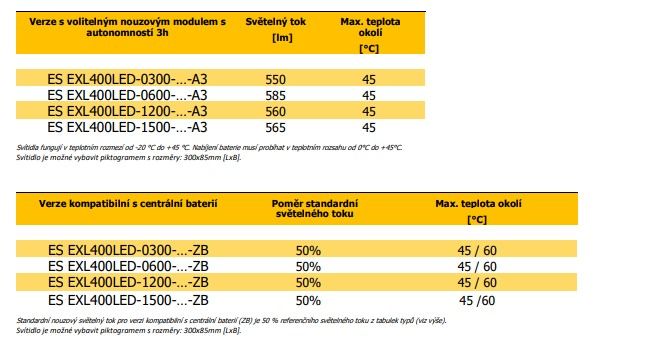 Verze s volitelným nouzovým modulem s autonomností 3h Světelný tok [lm] Max. teplota okolí [°C]
ES EXL400LED-0300-...-A3 550 45
ES EXL400LED-0600-...-A3 585 45
ES EXL400LED-1200-...-A3 560 45
ES EXL400LED-1500-...-A3 565 45
Svítidla fungují v teplotním rozmezí od -20 °C do +45 °C. Nabíjení baterie musí probíhat v teplotním rozsahu od 0°C do +45°C.
Svítidlo je možné vybavit piktogramem s rozměry: 300x85mm [LxB].
Verze kompatibilní s centrální baterií Poměr standardní světelného toku Max. teplota okolí [°C]
ES EXL400LED-0300-...-ZB 50% 45 / 60
ES EXL400LED-0600-...-ZB 50% 45 / 60
ES EXL400LED-1200-...-ZB 50% 45 / 60
ES EXL400LED-1500-...-ZB 50% 45 /60
Standardní nouzový světelný tok pro verzi kompatibilní s centrální baterií (ZB) je 50 % referenčního světelného toku z tabulek typů (viz výše).
Svítidlo je možné vybavit piktogramem s rozměry: 300x85mm [LxB].